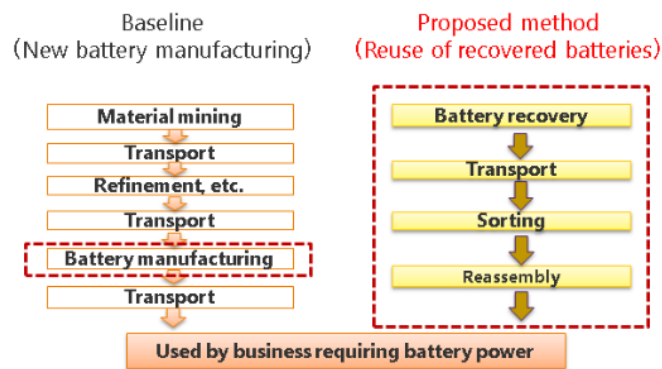 Baseline
(New battery manufacturing)
Material mining
Transport
Refinement, etc.
Transport
Battery manufacturing
Transport
Proposed method
(Reuse of recovered batteries)
Battery recovery
Transport
Sorting
Reassembly
Used by business requiring battery power